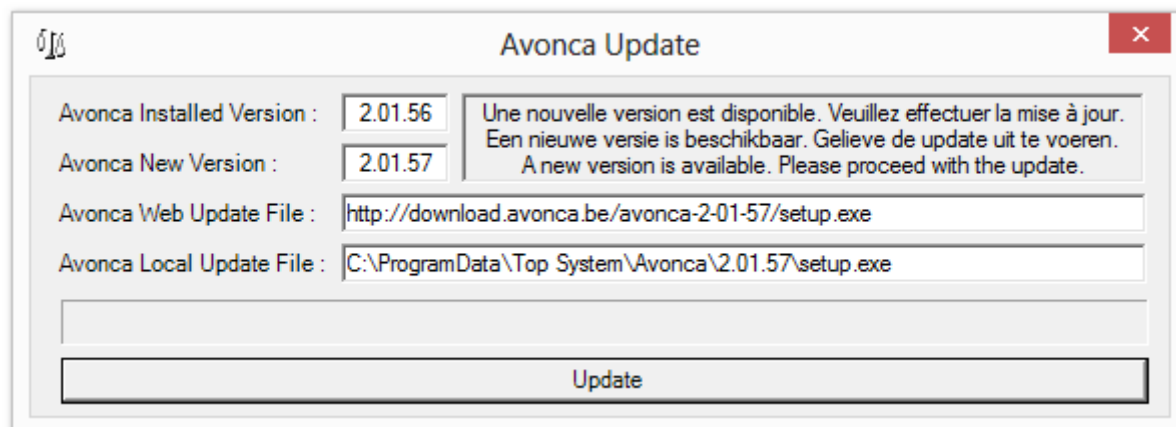 Avonca Update
Avonca Installed Version : 2.01.56
Une nouvelle version est disponible. Veuillez effectuer la mise à jour.
Een nieuwe versie is beschikbaar. Gelieve de update uit te voeren.
A new version is available. Please proceed with the update.
Avonca New Version : 2.01.57
Avonca Web Update File : http://download.avonca.be/avonca-2-01-57/setup.exe
Avonca Local Update File : C:\ProgramData\Top System\Avonca\2.01.57\setup.exe
Update